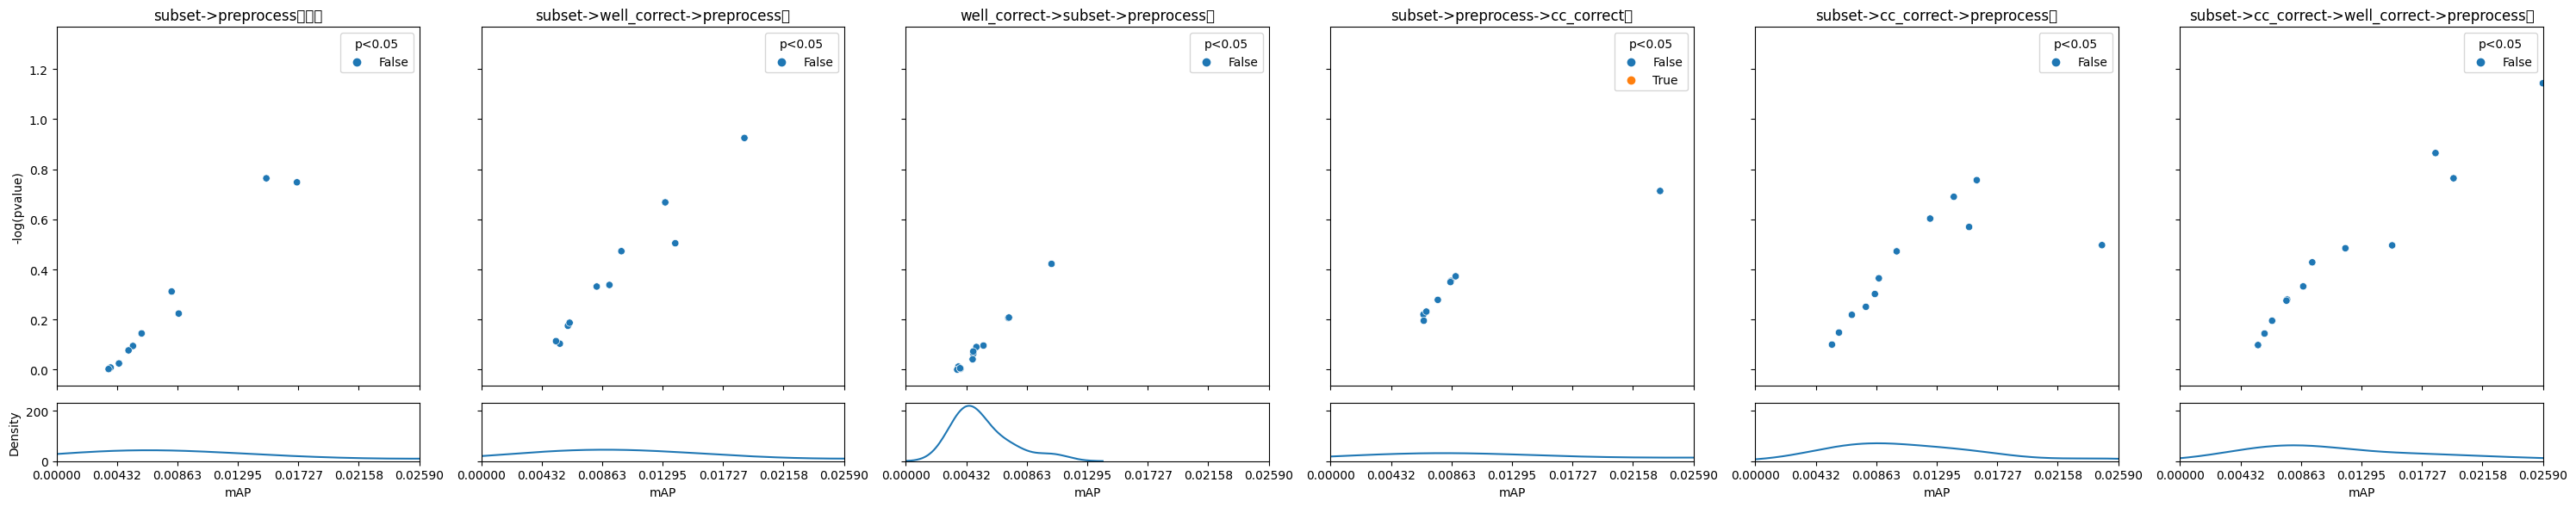 subset->preprocess
subset->well_correct->preprocess
well_correct->subset->preprocess
subset->preprocess->cc_correct
subset->cc_correct->preprocess
subset->cc_correct->well_correct->preprocess
p<0.05
False
p<0.05
False
p<0.05
False
p<0.05
False
True
p<0.05
False
p<0.05
False
-log(pvalue)
1.2
1.0
0.8
0.6
0.4
0.2
0.0
Density
200
0
0.00000 0.00432 0.00863 0.01295 0.01727 0.02158 0.02590
mAP
0.00000 0.00432 0.00863 0.01295 0.01727 0.02158 0.02590
mAP
0.00000 0.00432 0.00863 0.01295 0.01727 0.02158 0.02590
mAP
0.00000 0.00432 0.00863 0.01295 0.01727 0.02158 0.02590
mAP
0.00000 0.00432 0.00863 0.01295 0.01727 0.02158 0.02590
mAP
0.00000 0.00432 0.00863 0.01295 0.01727 0.02158 0.02590
mAP